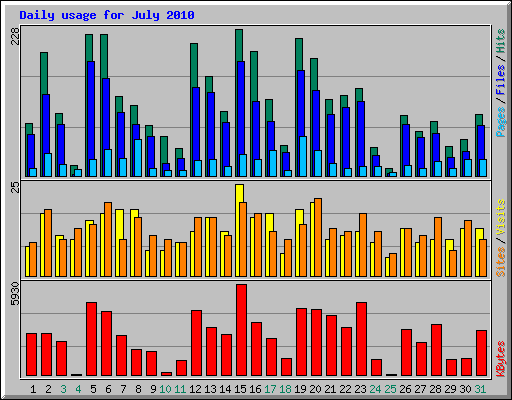 Daily usage for July 2010
228
Pages / Files / Hits
25
Sites / Visits
5930
KBytes
1 2 3 4 5 6 7 8 9 10 11 12 13 14 15 16 17 18 19 20 21 22 23 24 25 26 27 28 29 30 31